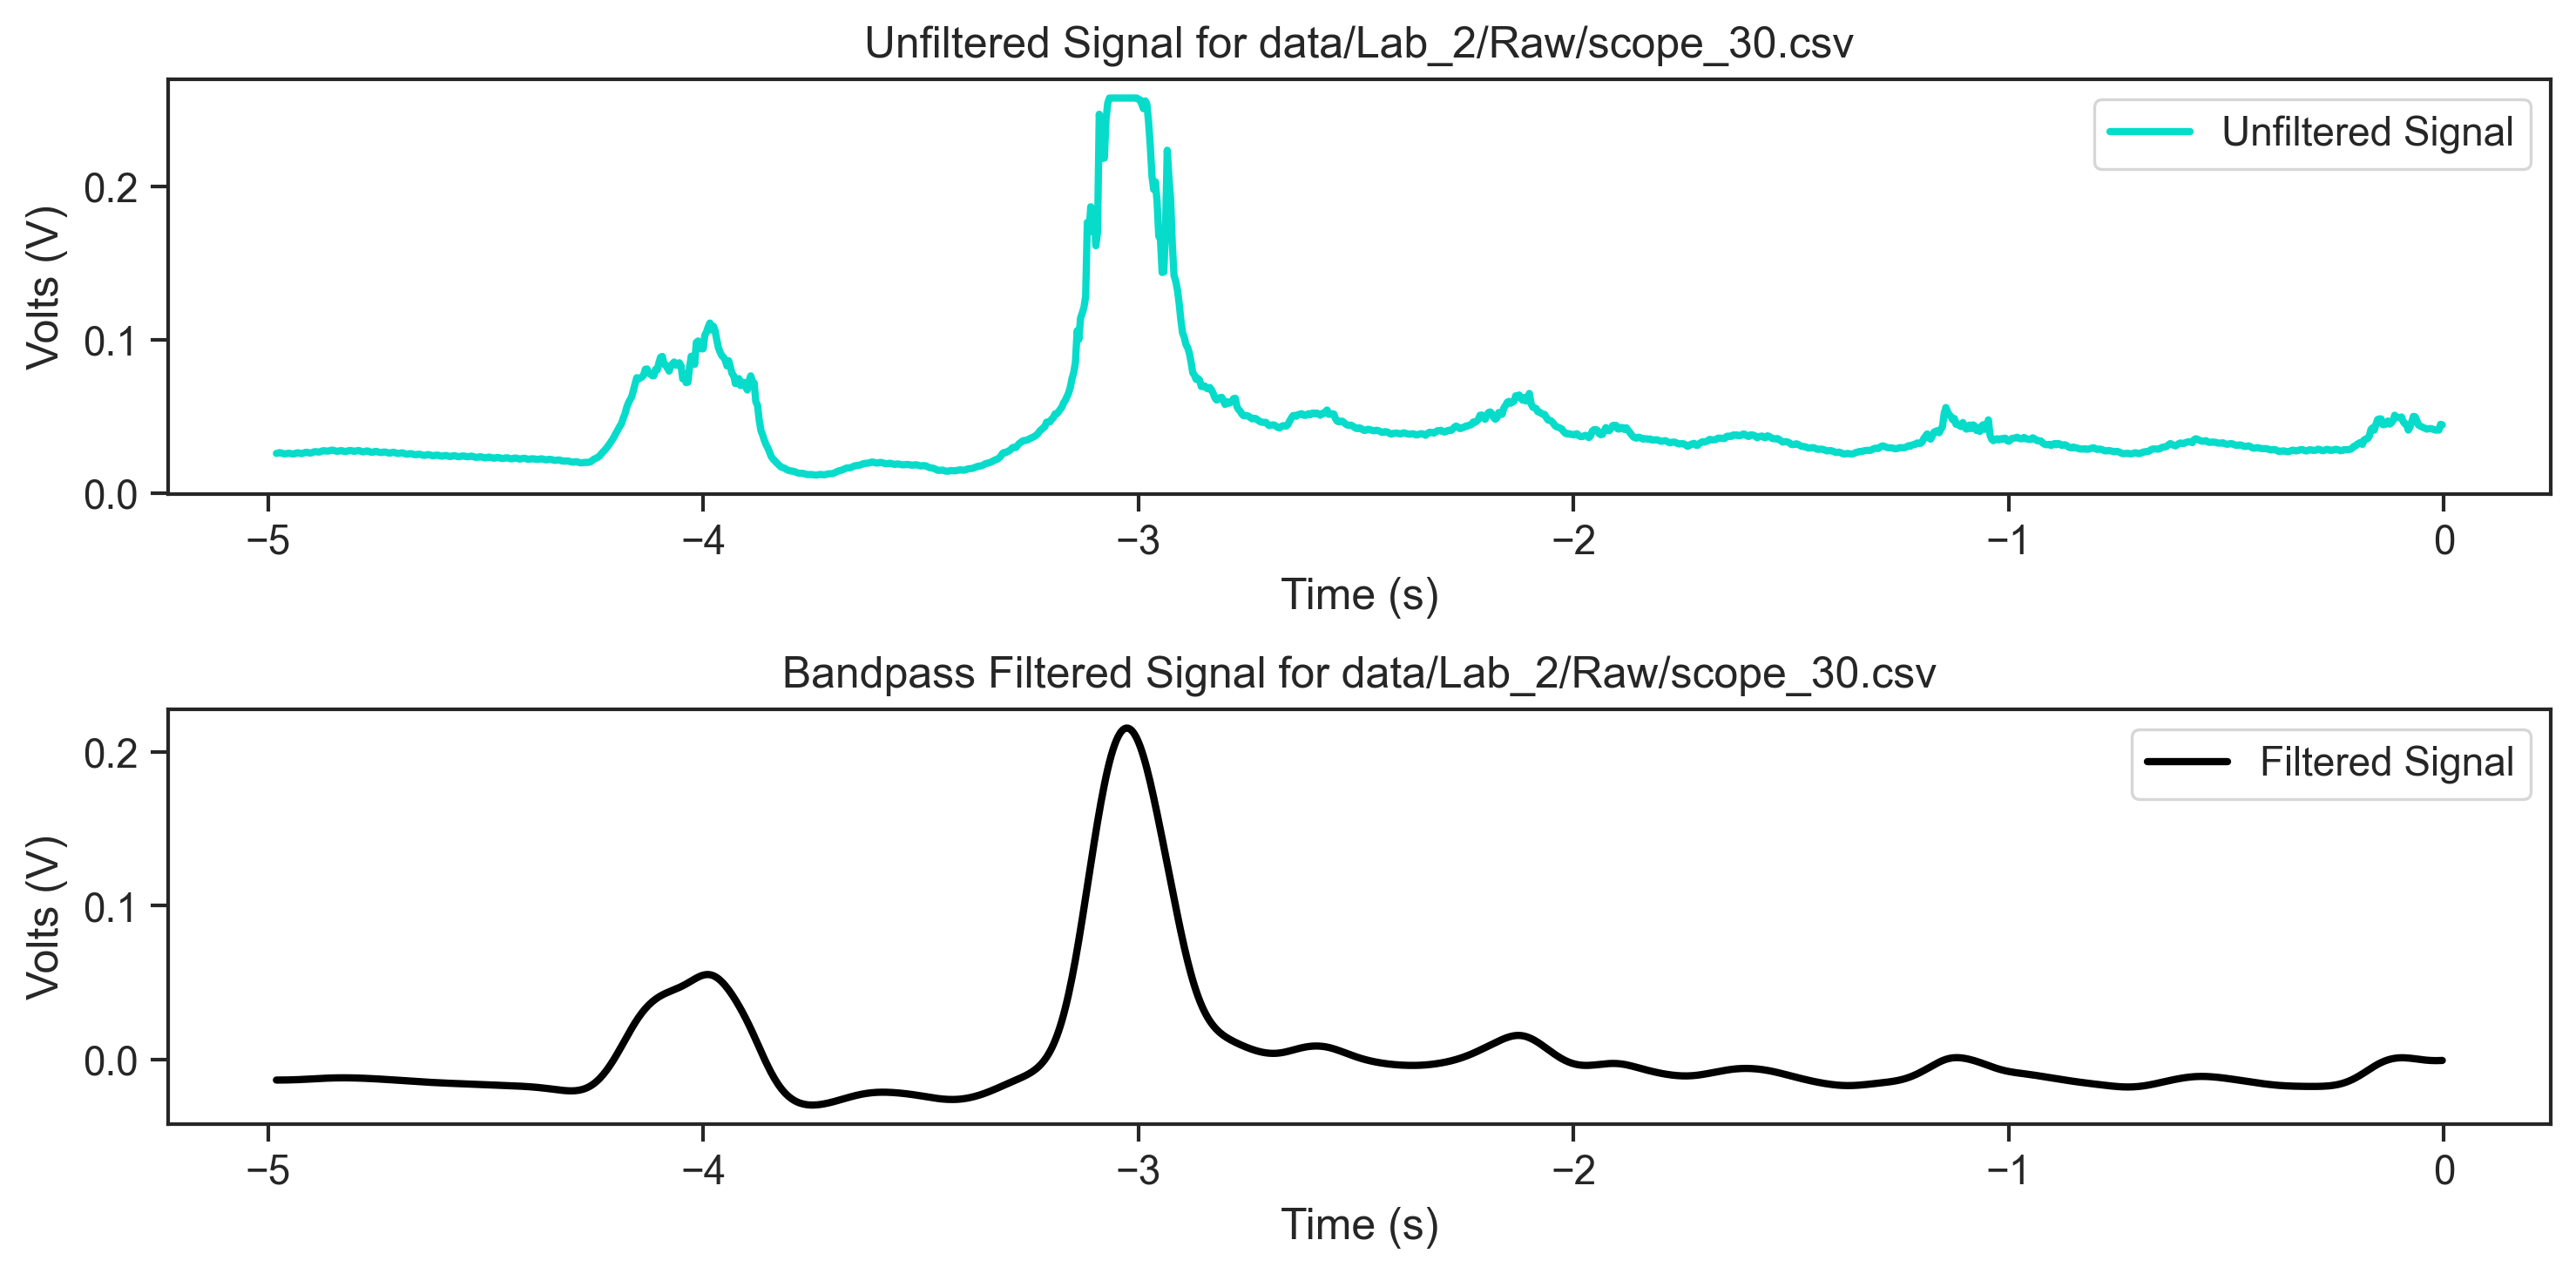 Unfiltered Signal for data/Lab_2/Raw/scope_30.csv
Unfiltered Signal
Volts (V)
0.2
0.1
0.0
−5 −4 −3 −2 −1 0
Time (s)
Bandpass Filtered Signal for data/Lab_2/Raw/scope_30.csv
Filtered Signal
Volts (V)
0.2
0.1
0.0
−5 −4 −3 −2 −1 0
Time (s)